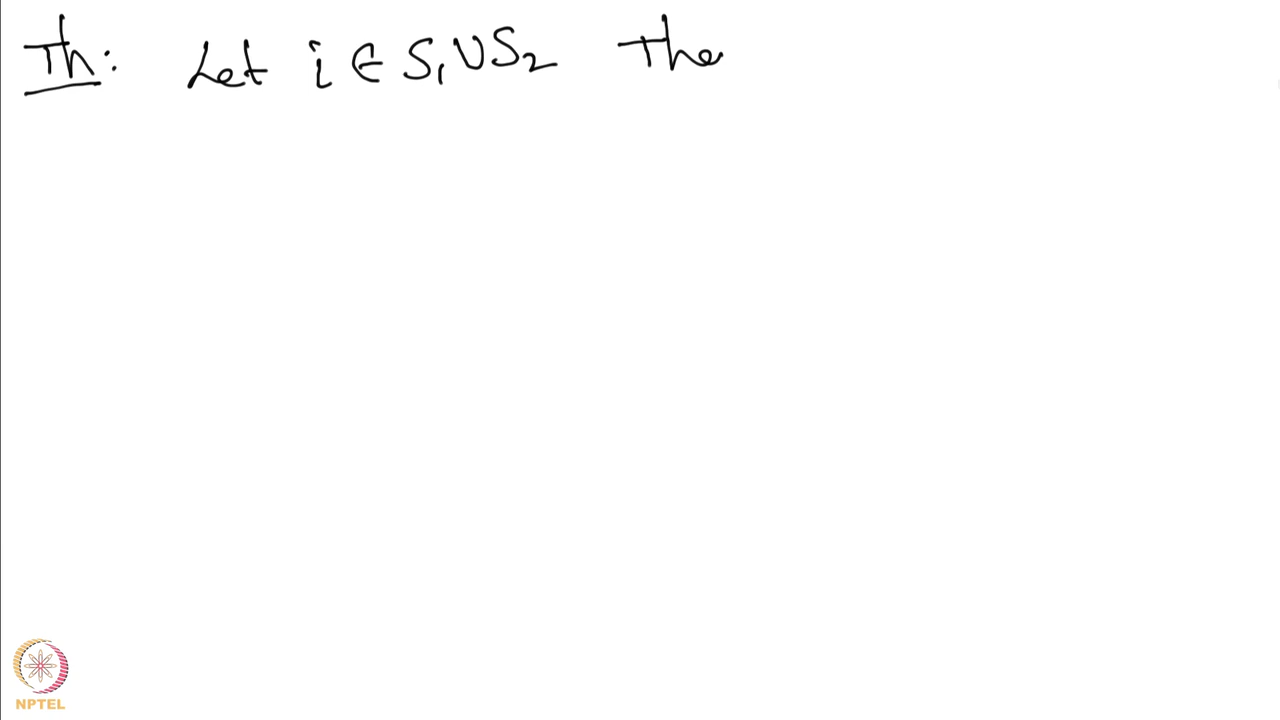 Th: Let i ∈ S₁∪S₂ The
NPTEL